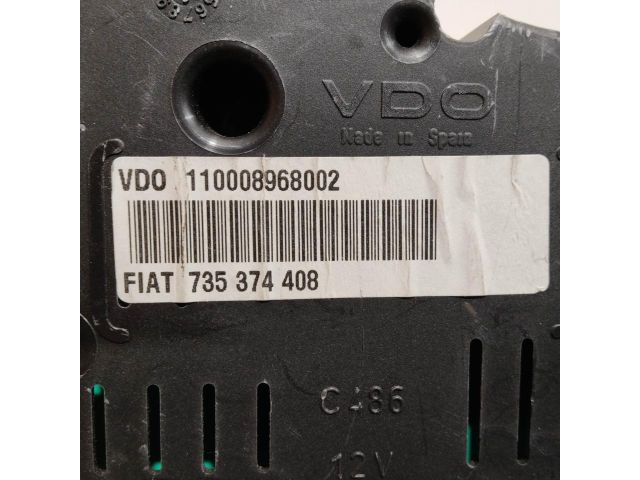 VDO
Made in Spain
VDO 110008968002
FIAT 735 374 408
C486
12V